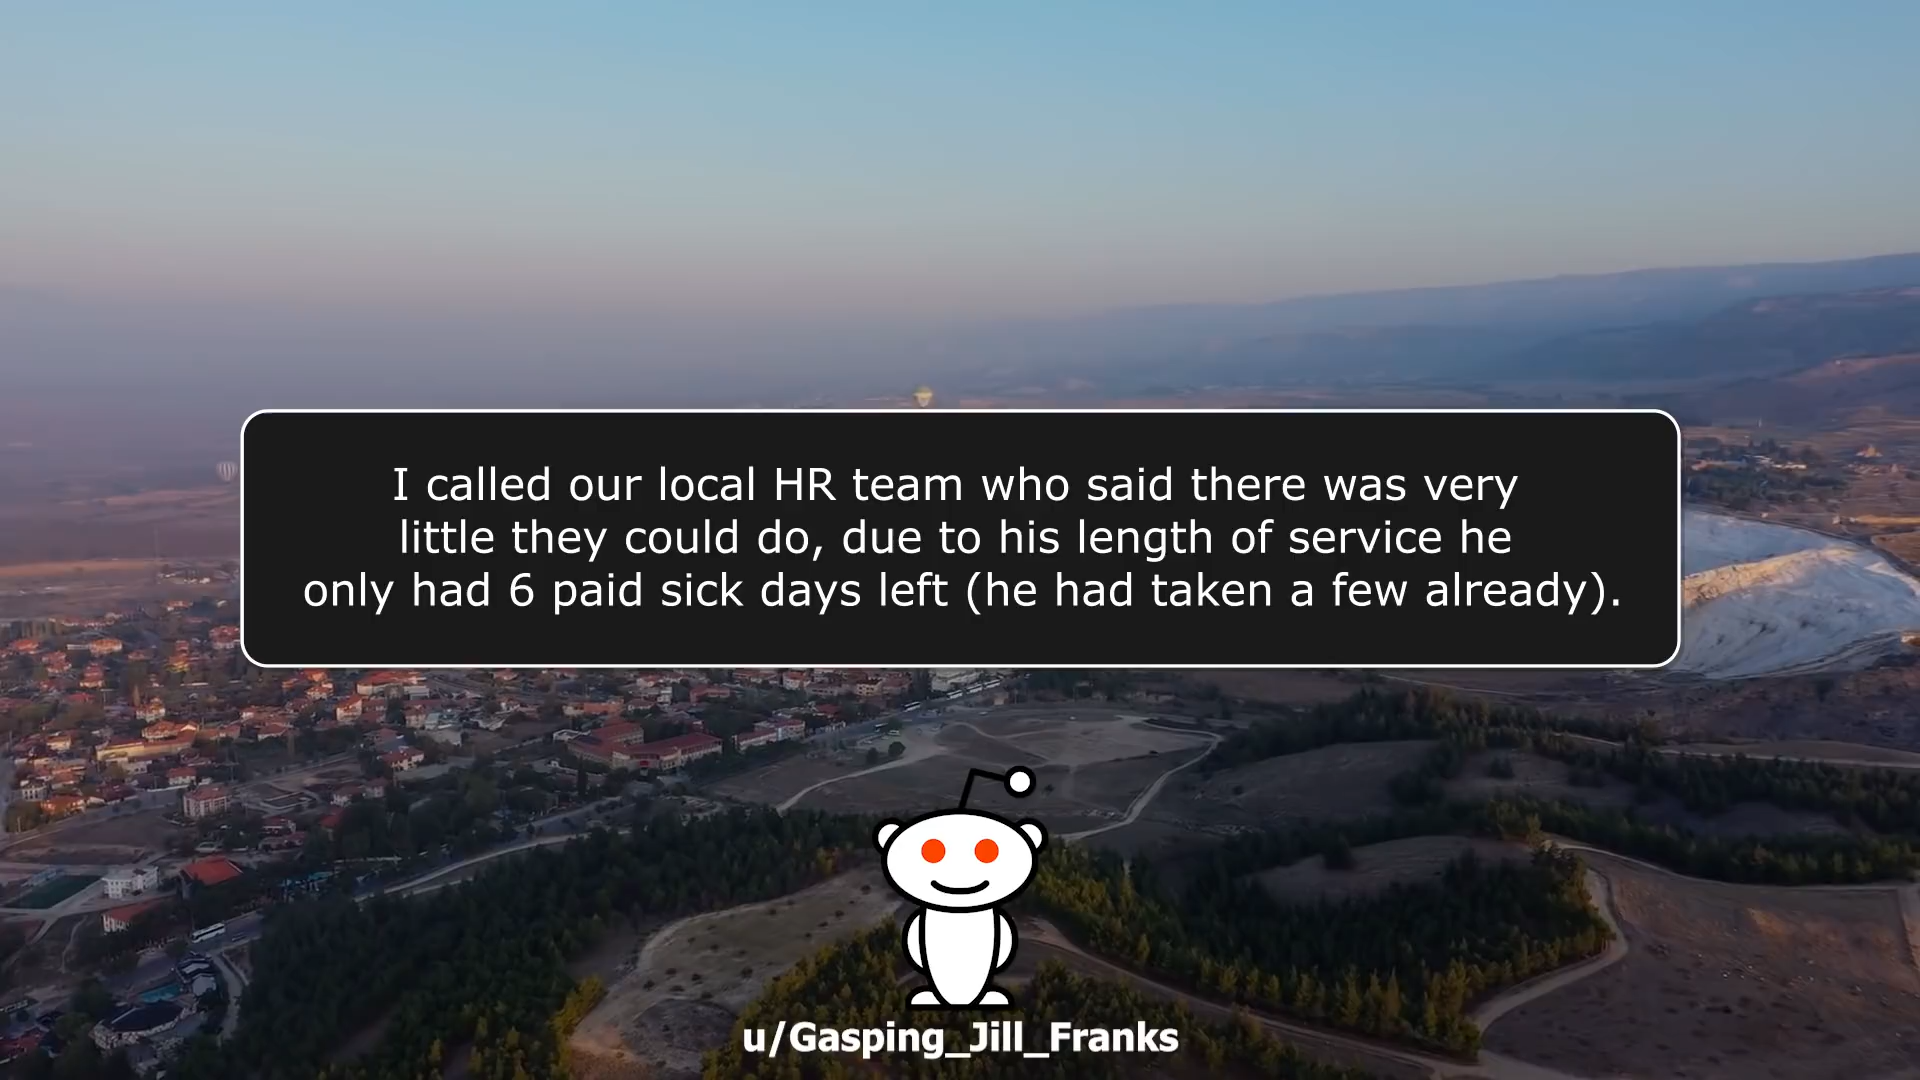 I called our local HR team who said there was very
little they could do, due to his length of service he
only had 6 paid sick days left (he had taken a few already).
u/Gasping_Jill_Franks